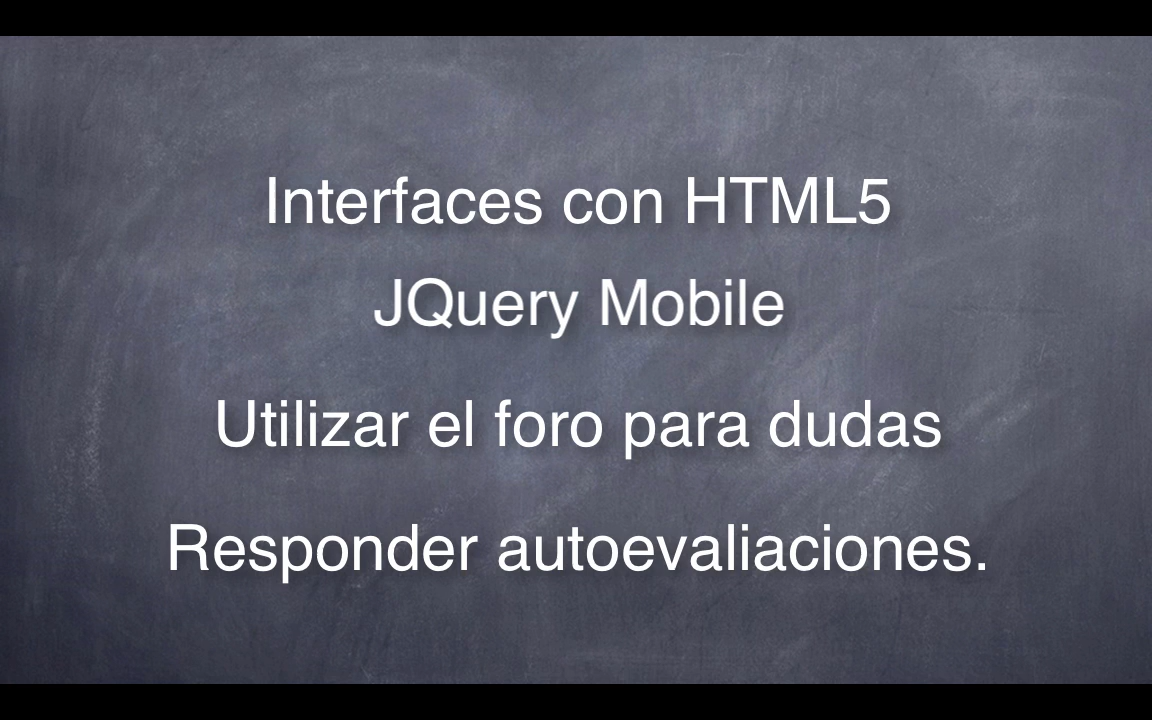 Interfaces con HTML5
JQuery Mobile
Utilizar el foro para dudas
Responder autoevaliaciones.